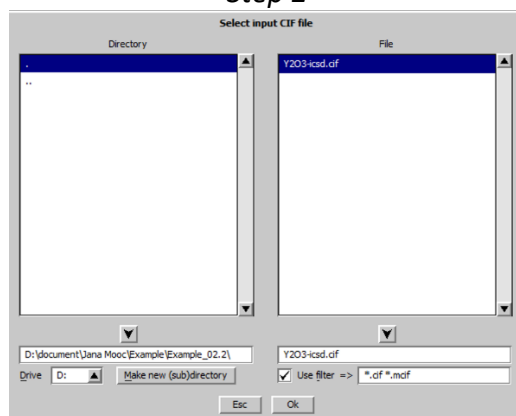 Step 2
Select input CIF file
Directory File
. Y2O3-icsd.cif
..
D:\document\Jana Mooc\Example\Example_02.2\ Y2O3-icsd.cif
Drive D: Make new (sub)directory Use filter => *.cif *.mcif
Esc Ok